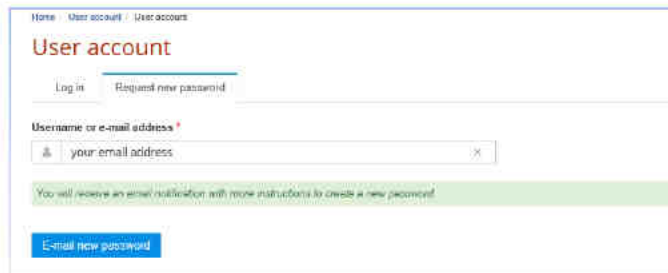 Home / User account / User account
User account
Log in
Request new password
Username or e-mail address *
your email address ×
You will receive an email notification with more instructions to create a new password.
E-mail new password